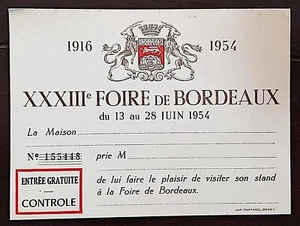 1916 1954
XXXIIIe FOIRE DE BORDEAUX
du 13 au 28 JUIN 1954
La Maison
No 155448 prie M
ENTRÉE GRATUITE
CONTROLE
de lui faire le plaisir de visiter son stand
à la Foire de Bordeaux.